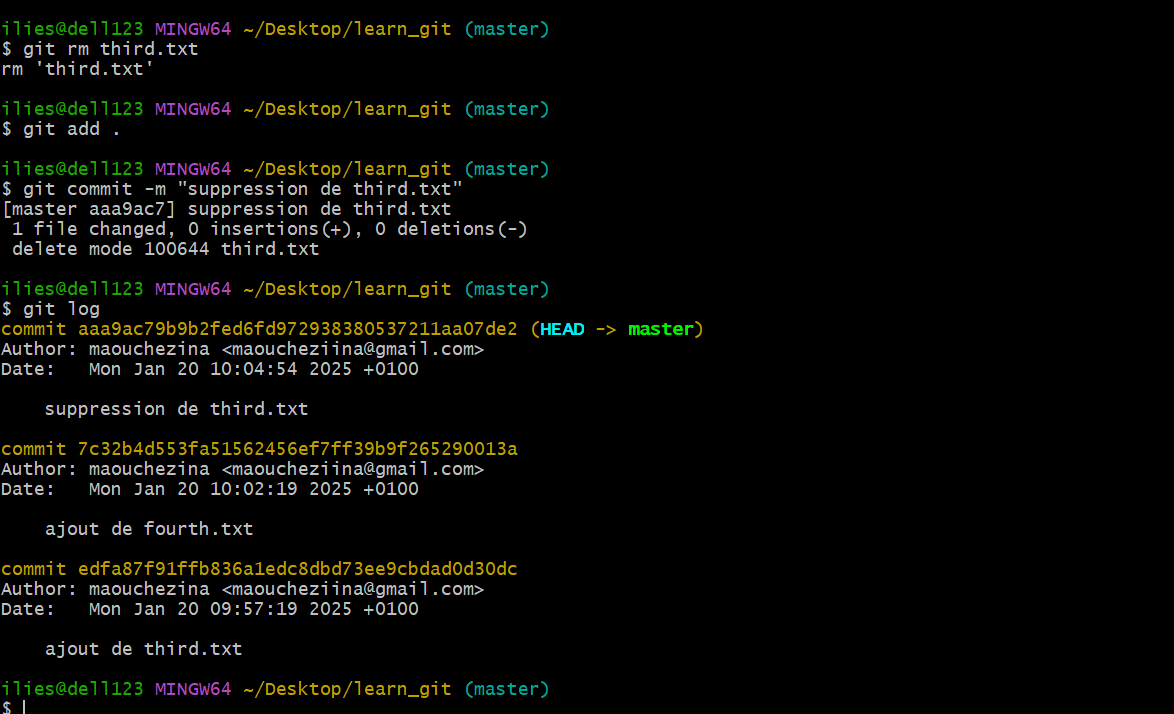 ilies@dell123 MINGW64 ~/Desktop/learn_git (master)
$ git rm third.txt
rm 'third.txt'
ilies@dell123 MINGW64 ~/Desktop/learn_git (master)
$ git add .
ilies@dell123 MINGW64 ~/Desktop/learn_git (master)
$ git commit -m "suppression de third.txt"
[master aaa9ac7] suppression de third.txt
 1 file changed, 0 insertions(+), 0 deletions(-)
 delete mode 100644 third.txt
ilies@dell123 MINGW64 ~/Desktop/learn_git (master)
$ git log
commit aaa9ac79b9b2fed6fd972938380537211aa07de2 (HEAD -> master)
Author: maouchezina <maoucheziina@gmail.com>
Date:   Mon Jan 20 10:04:54 2025 +0100
    suppression de third.txt
commit 7c32b4d553fa51562456ef7ff39b9f265290013a
Author: maouchezina <maoucheziina@gmail.com>
Date:   Mon Jan 20 10:02:19 2025 +0100
    ajout de fourth.txt
commit edfa87f91ffb836a1edc8dbd73ee9cbdad0d30dc
Author: maouchezina <maoucheziina@gmail.com>
Date:   Mon Jan 20 09:57:19 2025 +0100
    ajout de third.txt
ilies@dell123 MINGW64 ~/Desktop/learn_git (master)
$